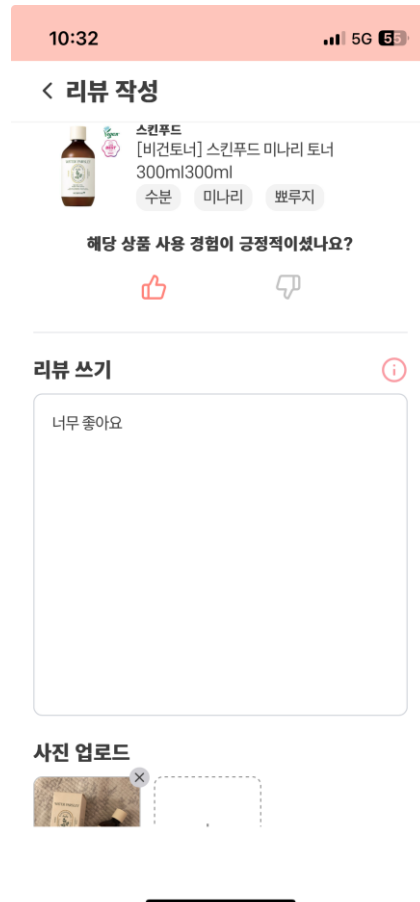 10:32
5G 55
리뷰 작성
스킨푸드
[비건토너] 스킨푸드 미나리 토너
300ml300ml
수분 미나리 뾰루지
해당 상품 사용 경험이 긍정적이셨나요?
리뷰 쓰기
너무 좋아요
사진 업로드